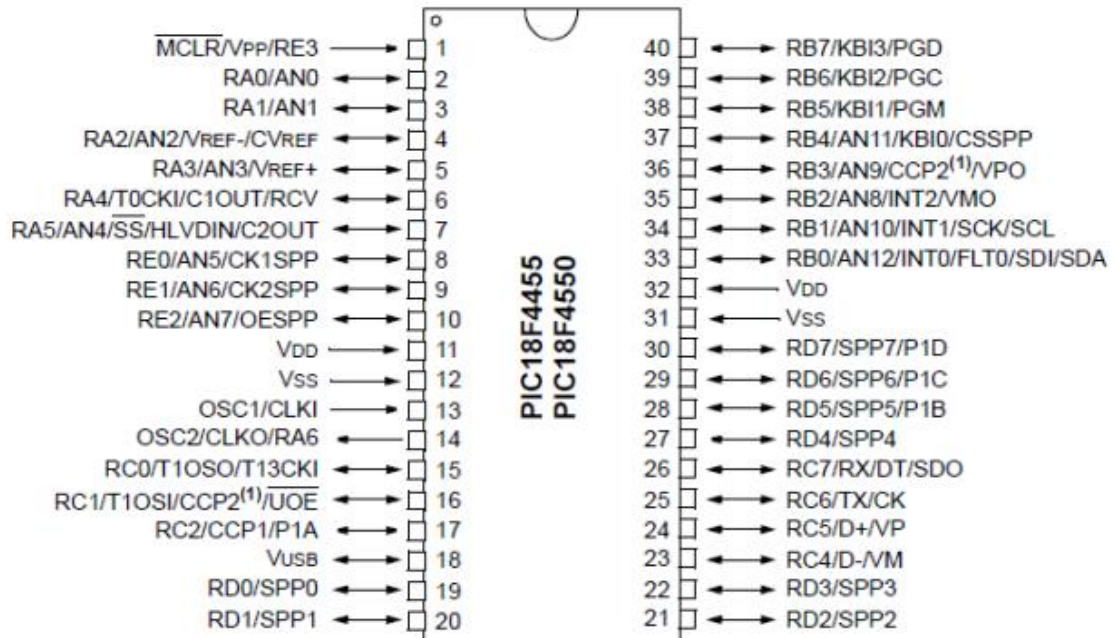 MCLR/VPP/RE3 1
RA0/AN0 2
RA1/AN1 3
RA2/AN2/VREF-/CVREF 4
RA3/AN3/VREF+ 5
RA4/T0CKI/C1OUT/RCV 6
RA5/AN4/SS/HLVDIN/C2OUT 7
RE0/AN5/CK1SPP 8
RE1/AN6/CK2SPP 9
RE2/AN7/OESPP 10
VDD 11
VSS 12
OSC1/CLKI 13
OSC2/CLKO/RA6 14
RC0/T1OSO/T13CKI 15
RC1/T1OSI/CCP2(1)/UOE 16
RC2/CCP1/P1A 17
VUSB 18
RD0/SPP0 19
RD1/SPP1 20
PIC18F4455
PIC18F4550
40 RB7/KBI3/PGD
39 RB6/KBI2/PGC
38 RB5/KBI1/PGM
37 RB4/AN11/KBI0/CSSPP
36 RB3/AN9/CCP2(1)/VPO
35 RB2/AN8/INT2/VMO
34 RB1/AN10/INT1/SCK/SCL
33 RB0/AN12/INT0/FLT0/SDI/SDA
32 VDD
31 VSS
30 RD7/SPP7/P1D
29 RD6/SPP6/P1C
28 RD5/SPP5/P1B
27 RD4/SPP4
26 RC7/RX/DT/SDO
25 RC6/TX/CK
24 RC5/D+/VP
23 RC4/D-/VM
22 RD3/SPP3
21 RD2/SPP2